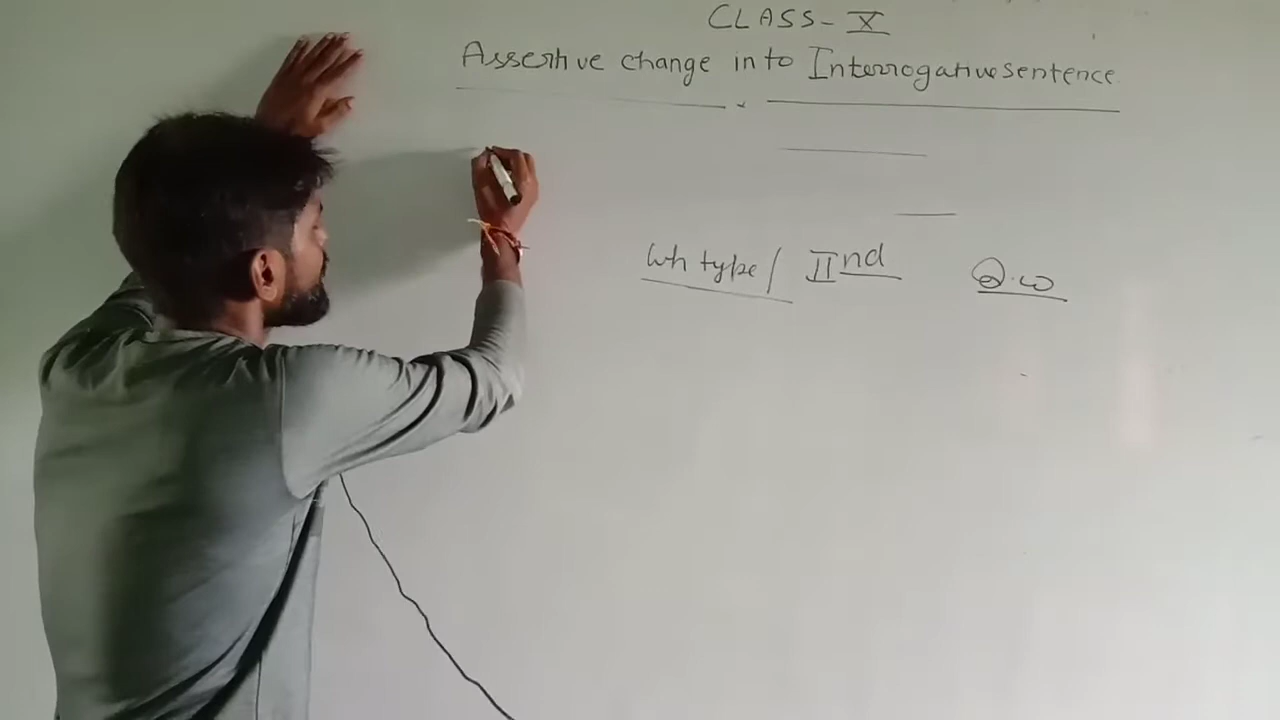 CLASS-X
Assertive change into Interrogative sentence
Wh type/ IInd Q.w